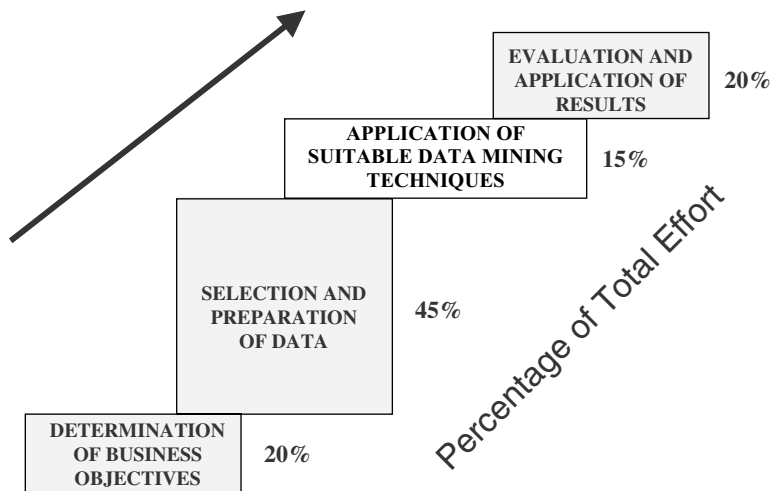 EVALUATION AND
APPLICATION OF
RESULTS
20%
APPLICATION OF
SUITABLE DATA MINING
TECHNIQUES
15%
SELECTION AND
PREPARATION
OF DATA
45%
DETERMINATION
OF BUSINESS
OBJECTIVES
20%
Percentage of Total Effort